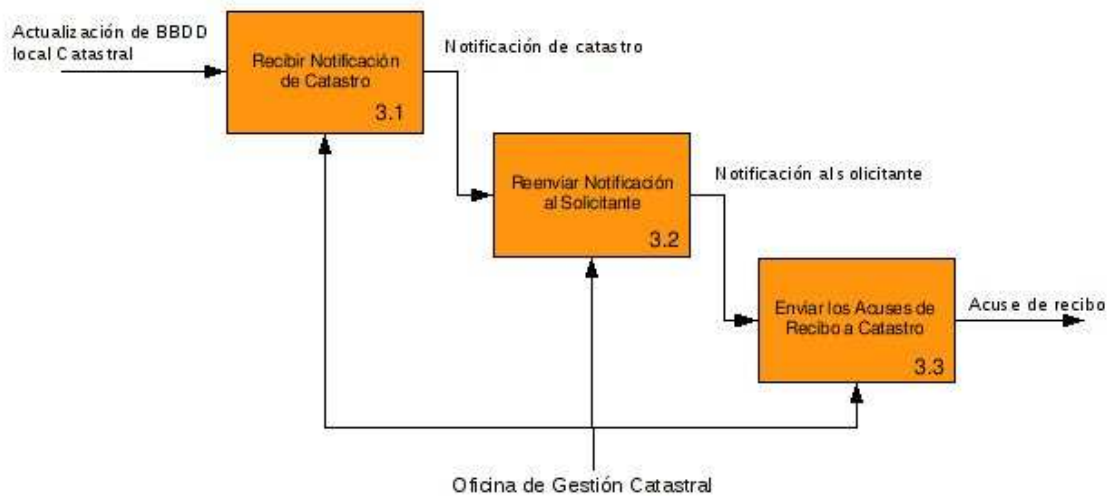 Actualización de BBDD
local Catastral
Recibir Notificación
de Catastro
3.1
Notificación de catastro
Reenviar Notificación
al Solicitante
3.2
Notificación al solicitante
Enviar los Acuses de
Recibo a Catastro
3.3
Acuse de recibo
Oficina de Gestión Catastral